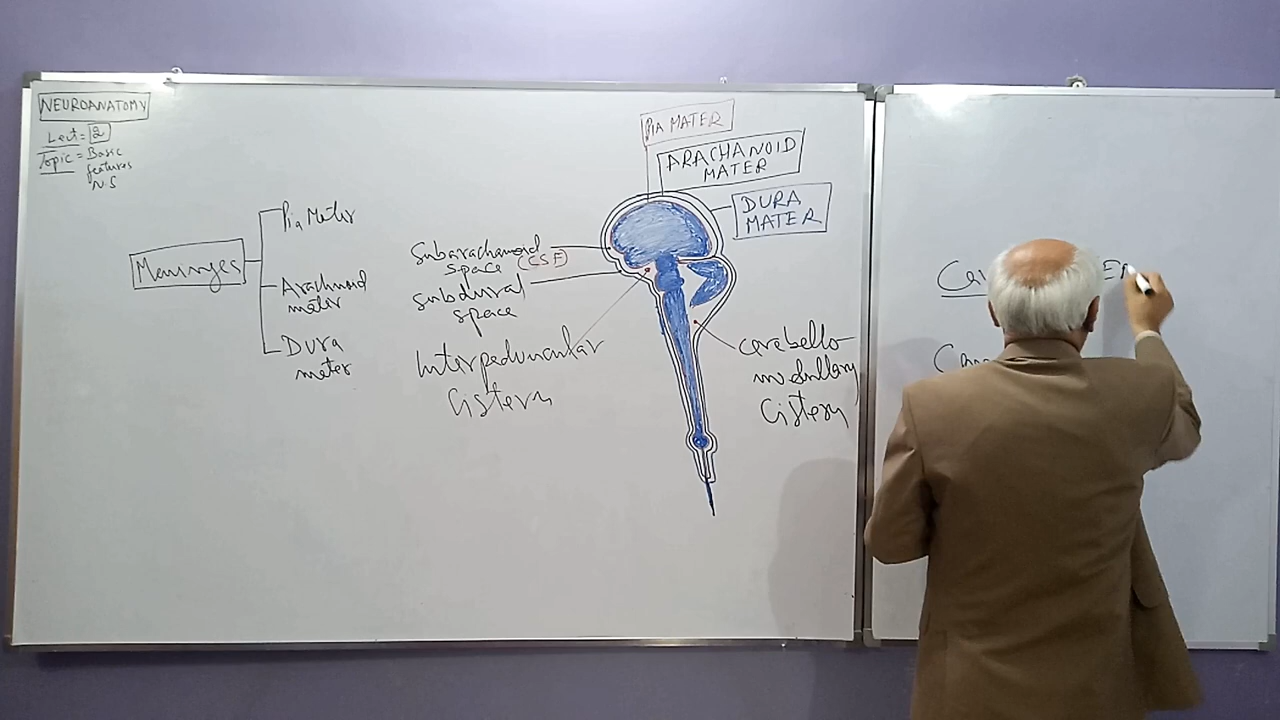 NEUROANATOMY
Lect = 2
Topic = Basic
features
N.S
Meninges
Pia Mater
Arachnoid
mater
Dura
mater
PIA MATER
ARACHANOID
MATER
DURA
MATER
Subarachanoid
space (CSF)
subdural
space
Interpeduncular
Cistern
cerebello
medullary
Cistern